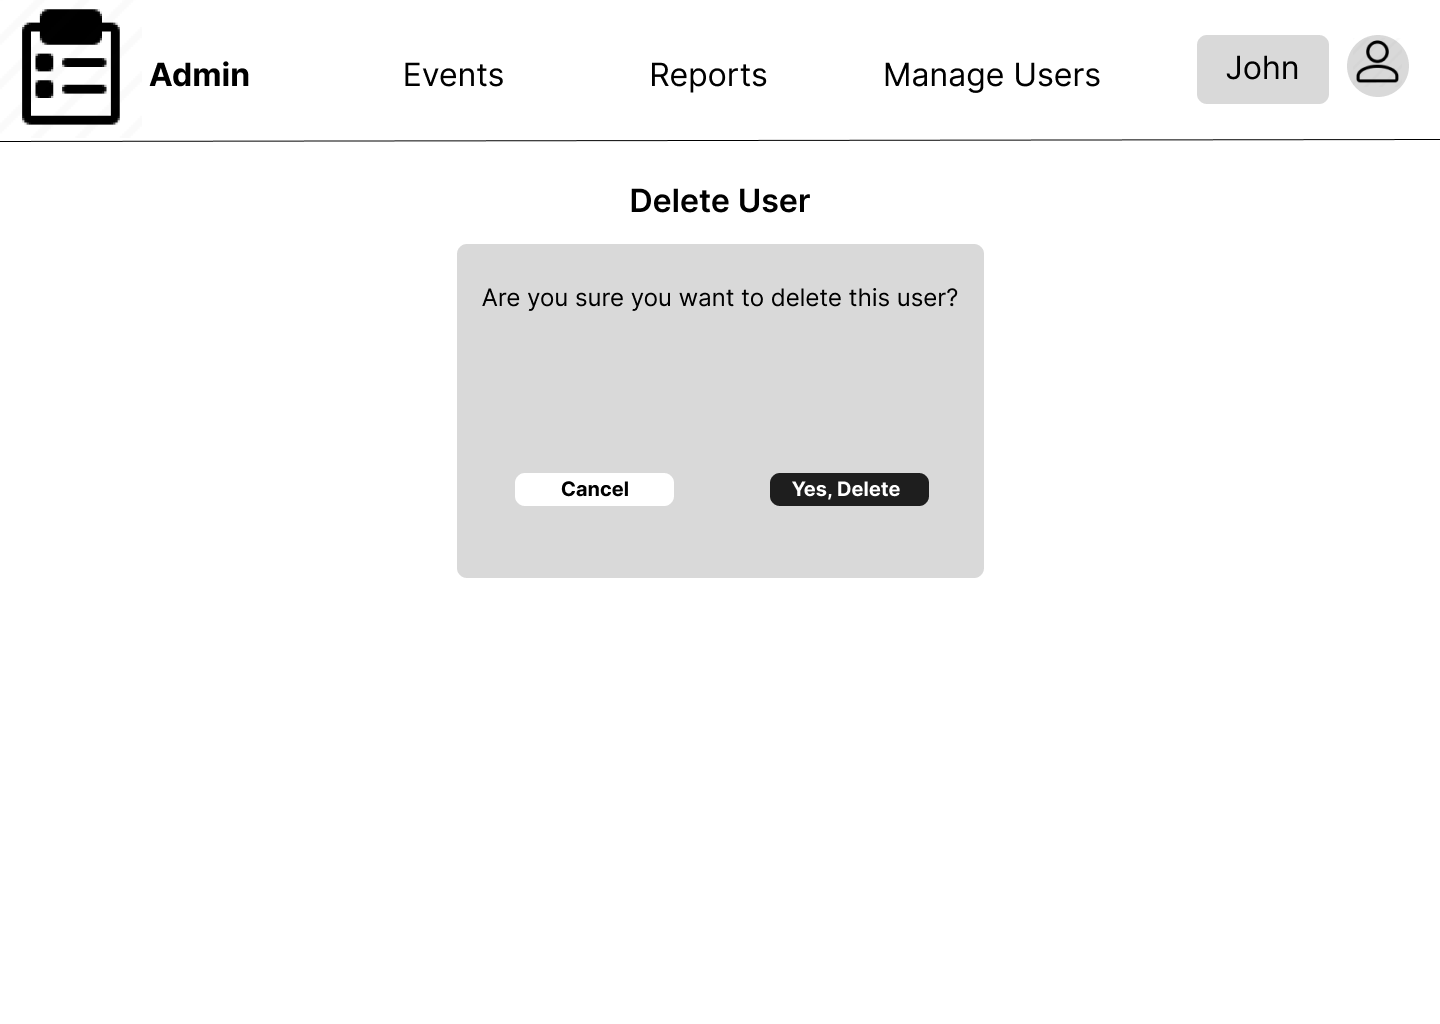 Admin Events Reports Manage Users John
Delete User
Are you sure you want to delete this user?
Cancel Yes, Delete